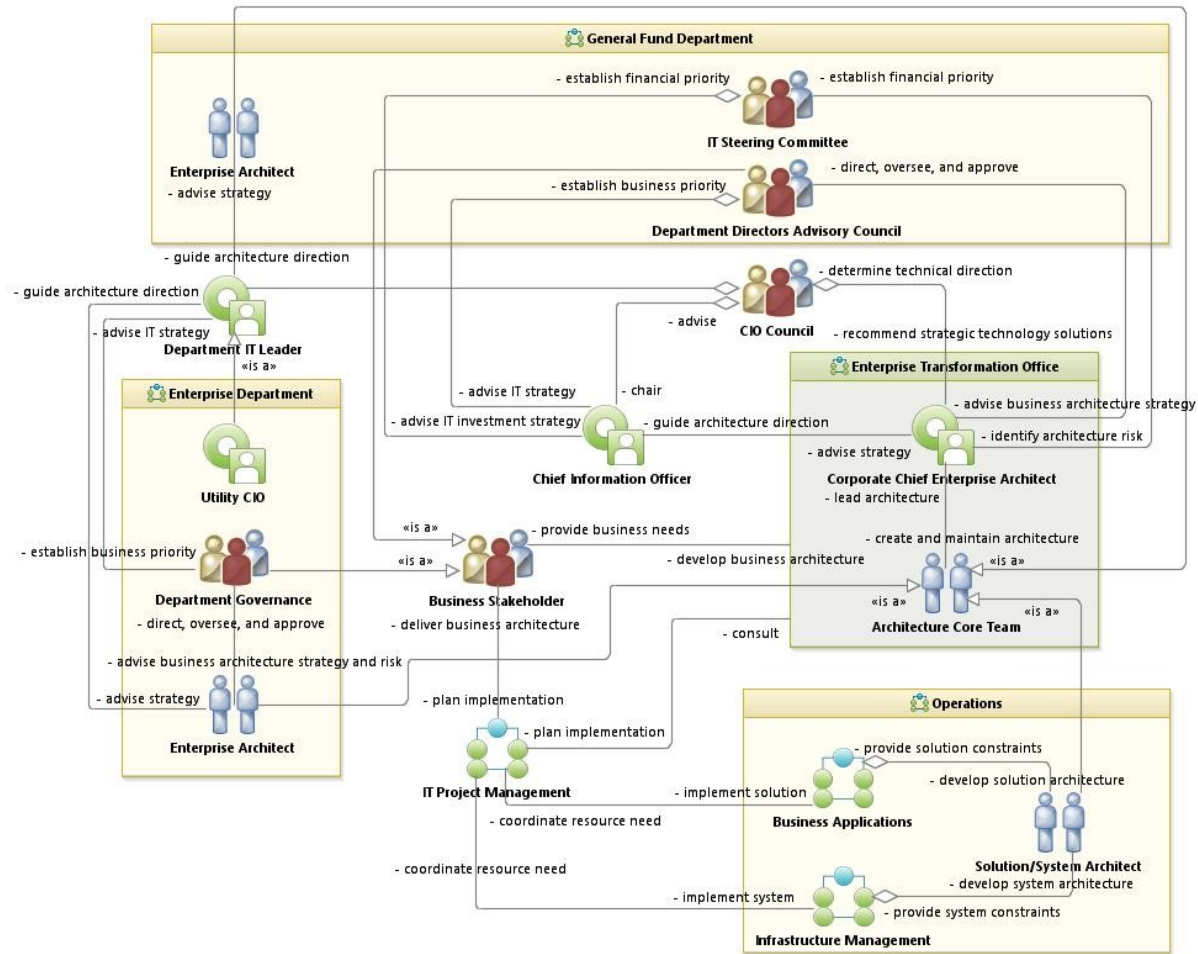 General Fund Department
- establish financial priority
- establish financial priority
IT Steering Committee
Enterprise Architect
- advise strategy
- direct, oversee, and approve
- establish business priority
Department Directors Advisory Council
- guide architecture direction
- guide architecture direction
- determine technical direction
- advise IT strategy
- advise
CIO Council
- recommend strategic technology solutions
Department IT Leader
«is a»
Enterprise Department
Enterprise Transformation Office
- advise IT strategy
- chair
- advise business architecture strategy
- advise IT investment strategy
- guide architecture direction
- identify architecture risk
- advise strategy
Chief Information Officer
Corporate Chief Enterprise Architect
Utility CIO
- lead architecture
«is a»
- provide business needs
- create and maintain architecture
- establish business priority
«is a»
- develop business architecture
«is a»
Department Governance
Business Stakeholder
«is a»
«is a»
- direct, oversee, and approve
- deliver business architecture
Architecture Core Team
- consult
- advise business architecture strategy and risk
- advise strategy
- plan implementation
Enterprise Architect
- plan implementation
Operations
- provide solution constraints
- develop solution architecture
IT Project Management
- implement solution
- coordinate resource need
Business Applications
- coordinate resource need
Solution/System Architect
- develop system architecture
- implement system
- provide system constraints
Infrastructure Management